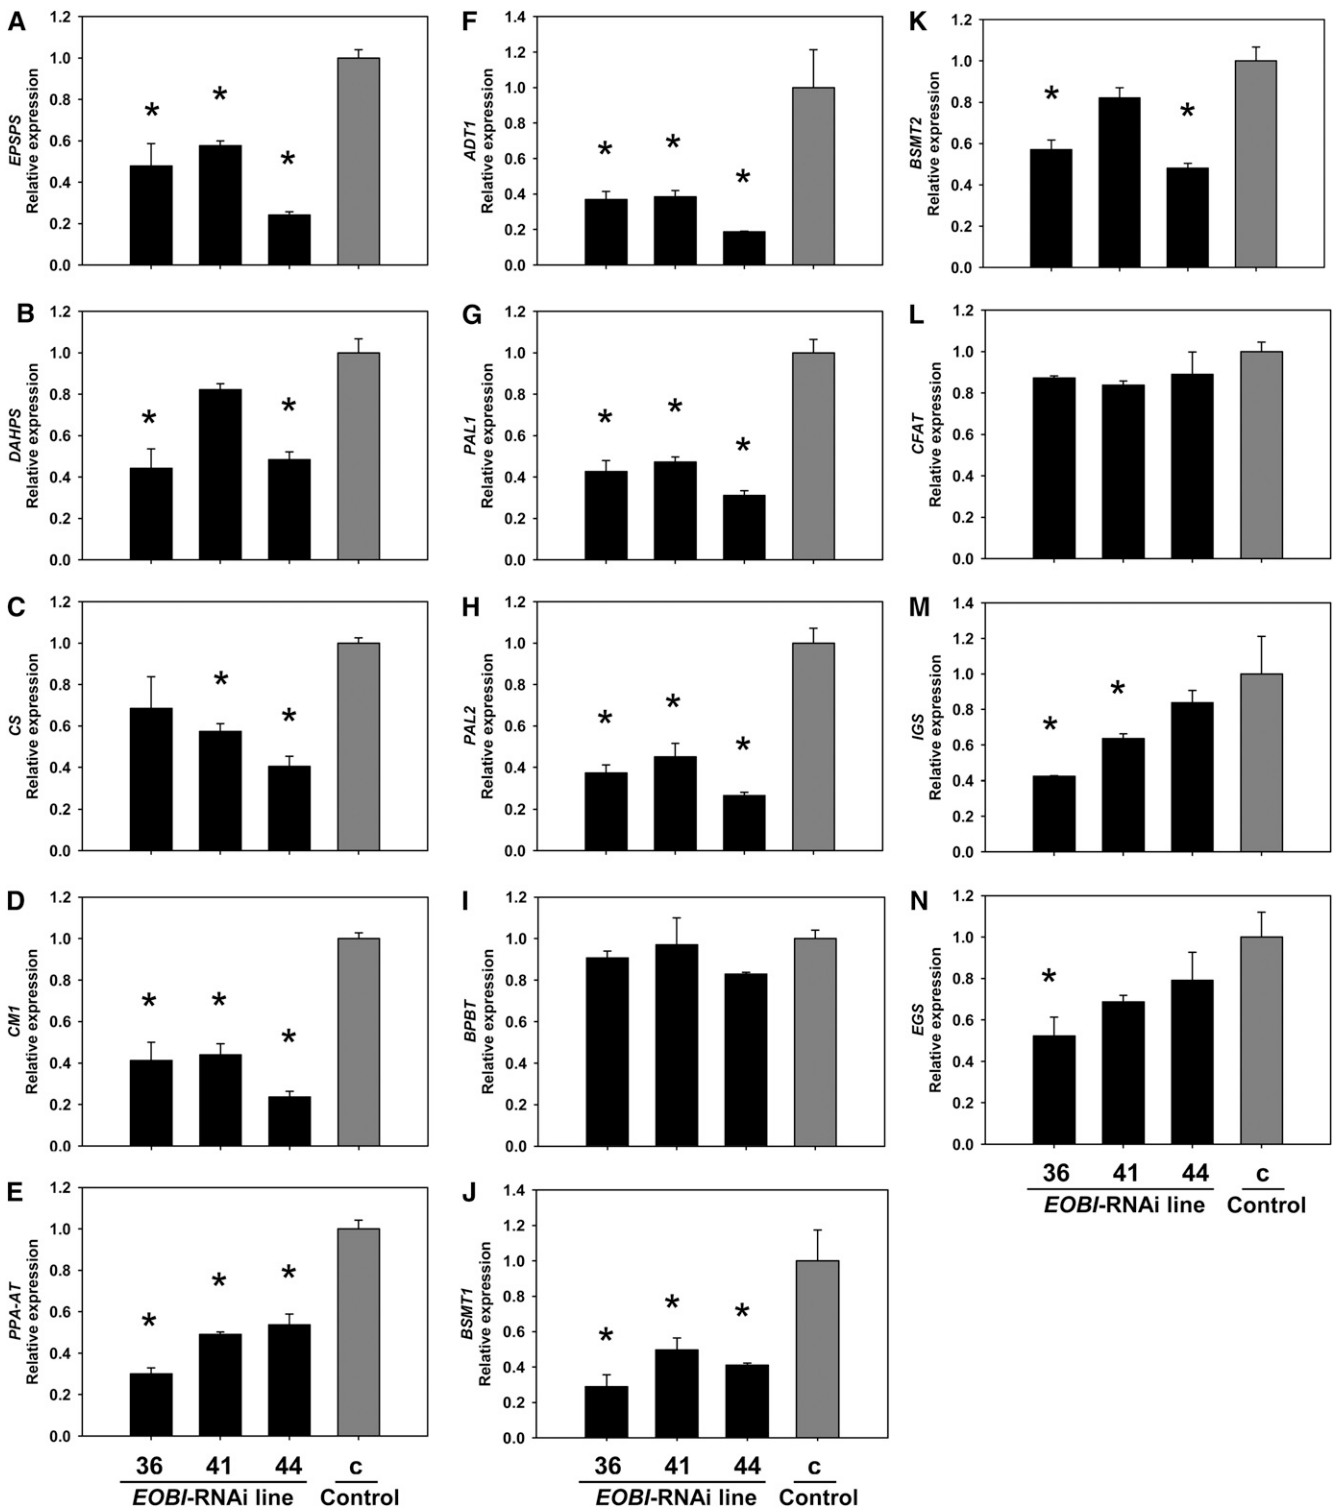 A
EPSPS
Relative expression
1.2
1.0
0.8
0.6
0.4
0.2
0.0
*
*
*
B
DAHPS
Relative expression
1.2
1.0
0.8
0.6
0.4
0.2
0.0
*
*
C
CS
Relative expression
1.2
1.0
0.8
0.6
0.4
0.2
0.0
*
*
D
CM1
Relative expression
1.2
1.0
0.8
0.6
0.4
0.2
0.0
*
*
*
E
PPA-AT
Relative expression
1.2
1.0
0.8
0.6
0.4
0.2
0.0
*
*
*
36 41 44 c
EOBI-RNAi line Control
F
ADT1
Relative expression
1.4
1.2
1.0
0.8
0.6
0.4
0.2
0.0
*
*
*
G
PAL1
Relative expression
1.2
1.0
0.8
0.6
0.4
0.2
0.0
*
*
*
H
PAL2
Relative expression
1.2
1.0
0.8
0.6
0.4
0.2
0.0
*
*
*
I
BPBT
Relative expression
1.2
1.0
0.8
0.6
0.4
0.2
0.0
J
BSMT1
Relative expression
1.4
1.2
1.0
0.8
0.6
0.4
0.2
0.0
*
*
*
36 41 44 c
EOBI-RNAi line Control
K
BSMT2
Relative expression
1.2
1.0
0.8
0.6
0.4
0.2
0.0
*
*
L
CFAT
Relative expression
1.2
1.0
0.8
0.6
0.4
0.2
0.0
M
IGS
Relative expression
1.4
1.2
1.0
0.8
0.6
0.4
0.2
0.0
*
*
N
EGS
Relative expression
1.2
1.0
0.8
0.6
0.4
0.2
0.0
*
36 41 44 c
EOBI-RNAi line Control